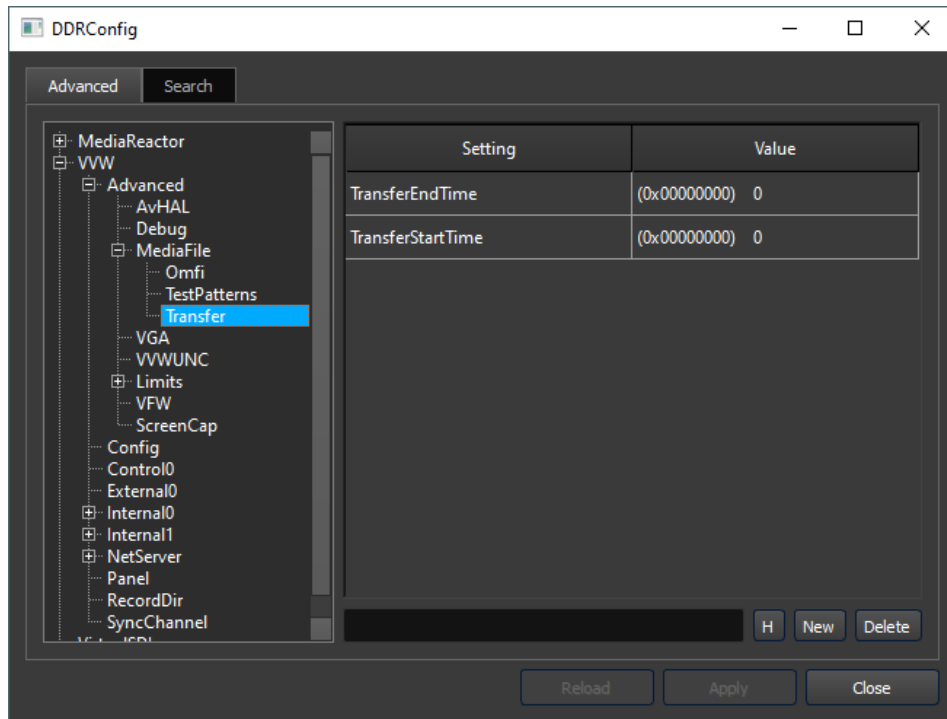 DDRConfig
Advanced
Search
MediaReactor
VVW
Advanced
AvHAL
Debug
MediaFile
Omfi
TestPatterns
Transfer
VGA
VVWUNC
Limits
VFW
ScreenCap
Config
Control0
External0
Internal0
Internal1
NetServer
Panel
RecordDir
SyncChannel
Setting Value
TransferEndTime (0x00000000) 0
TransferStartTime (0x00000000) 0
H New Delete
Reload Apply Close